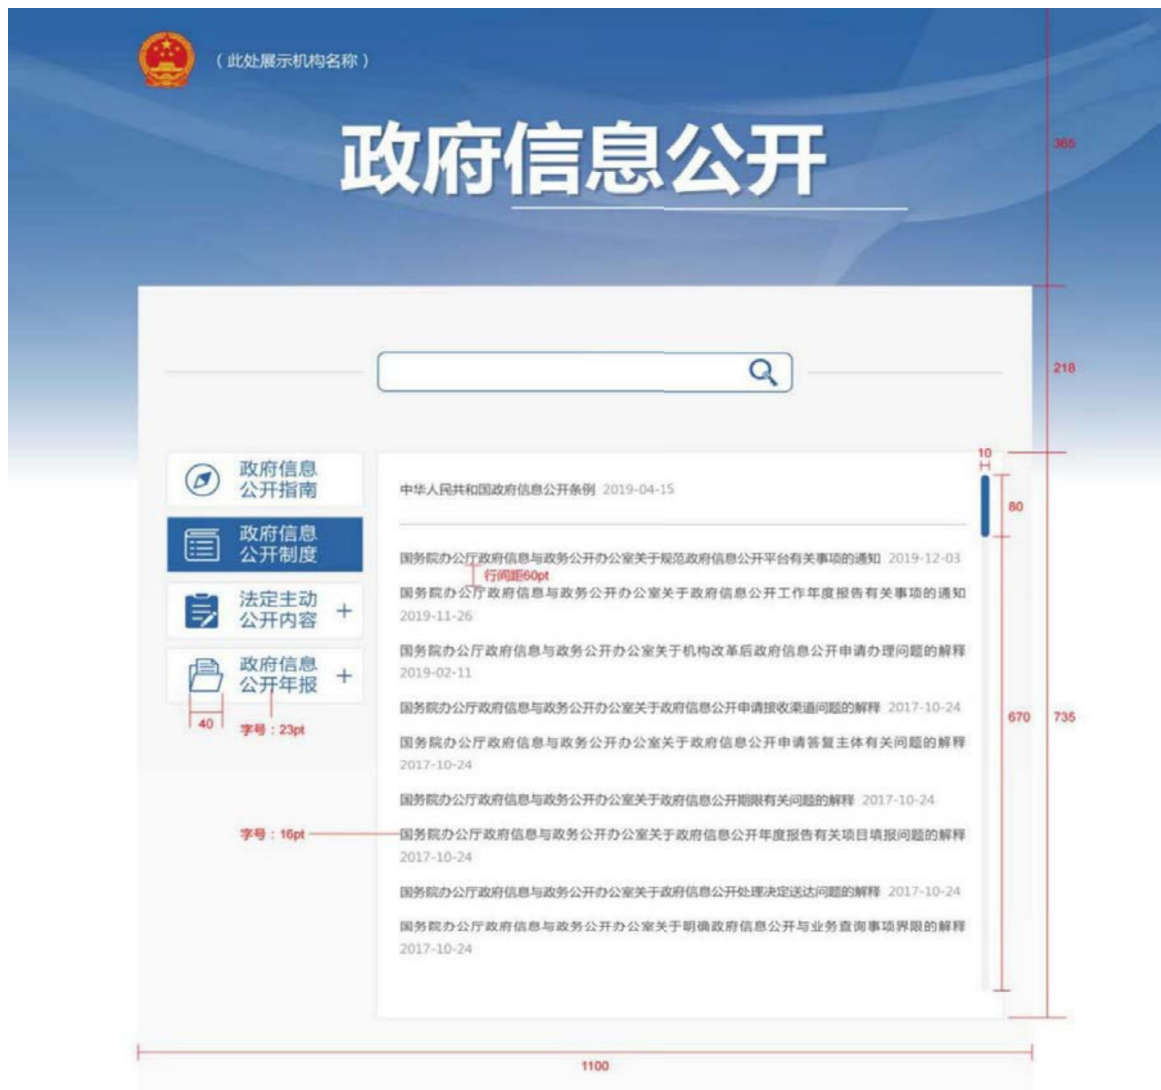 （此处展示机构名称）
政府信息公开
365
218
政府信息
公开指南
政府信息
公开制度
法定主动
公开内容 +
政府信息
公开年报 +
40
字号：23pt
字号：16pt
10
80
中华人民共和国政府信息公开条例 2019-04-15
国务院办公厅政府信息与政务公开办公室关于规范政府信息公开平台有关事项的通知 2019-12-03
行间距60pt
国务院办公厅政府信息与政务公开办公室关于政府信息公开工作年度报告有关事项的通知
2019-11-26
国务院办公厅政府信息与政务公开办公室关于机构改革后政府信息公开申请办理问题的解释
2019-02-11
国务院办公厅政府信息与政务公开办公室关于政府信息公开申请接收渠道问题的解释 2017-10-24
670
735
国务院办公厅政府信息与政务公开办公室关于政府信息公开申请答复主体有关问题的解释
2017-10-24
国务院办公厅政府信息与政务公开办公室关于政府信息公开期限有关问题的解释 2017-10-24
国务院办公厅政府信息与政务公开办公室关于政府信息公开年度报告有关项目填报问题的解释
2017-10-24
国务院办公厅政府信息与政务公开办公室关于政府信息公开处理决定送达问题的解释 2017-10-24
国务院办公厅政府信息与政务公开办公室关于明确政府信息公开与业务查询事项界限的解释
2017-10-24
1100